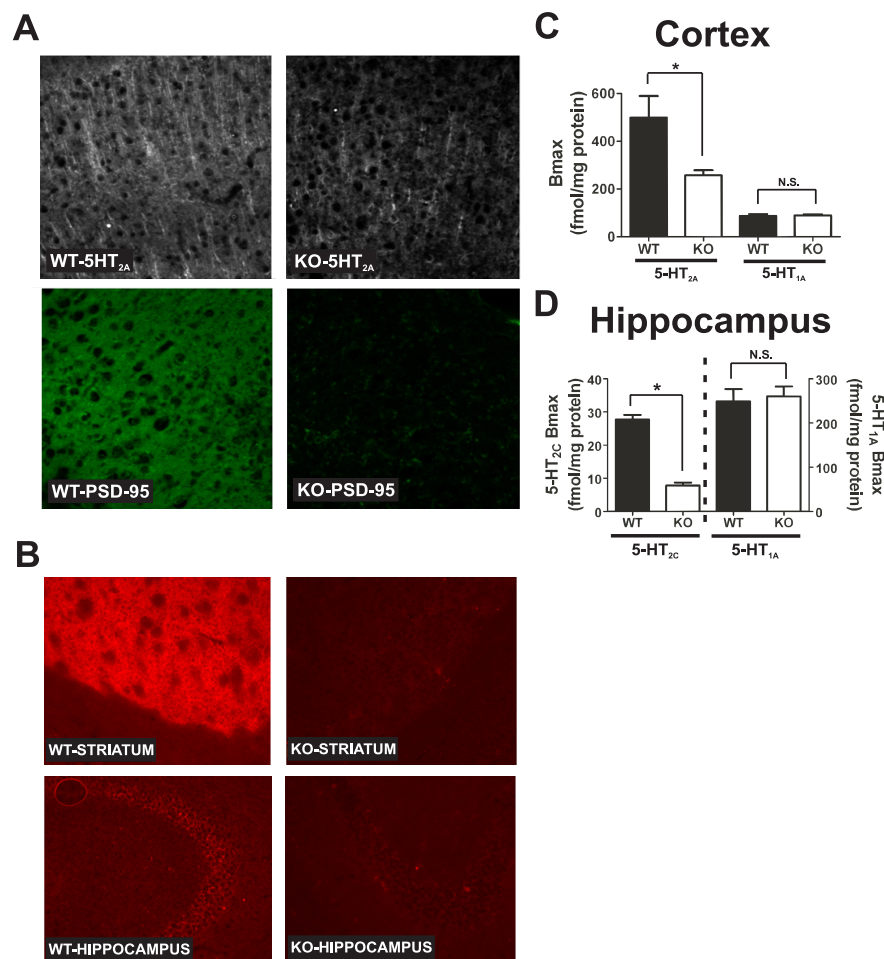 A
WT-5HT2A
KO-5HT2A
WT-PSD-95
KO-PSD-95
B
WT-STRIATUM
KO-STRIATUM
WT-HIPPOCAMPUS
KO-HIPPOCAMPUS
C
Cortex
Bmax
(fmol/mg protein)
600
400
200
0
*
N.S.
WT
KO
WT
KO
5-HT2A
5-HT1A
D
Hippocampus
5-HT2C Bmax
(fmol/mg protein)
40
30
20
10
0
*
N.S.
300
200
100
0
5-HT1A Bmax
(fmol/mg protein)
WT
KO
WT
KO
5-HT2C
5-HT1A